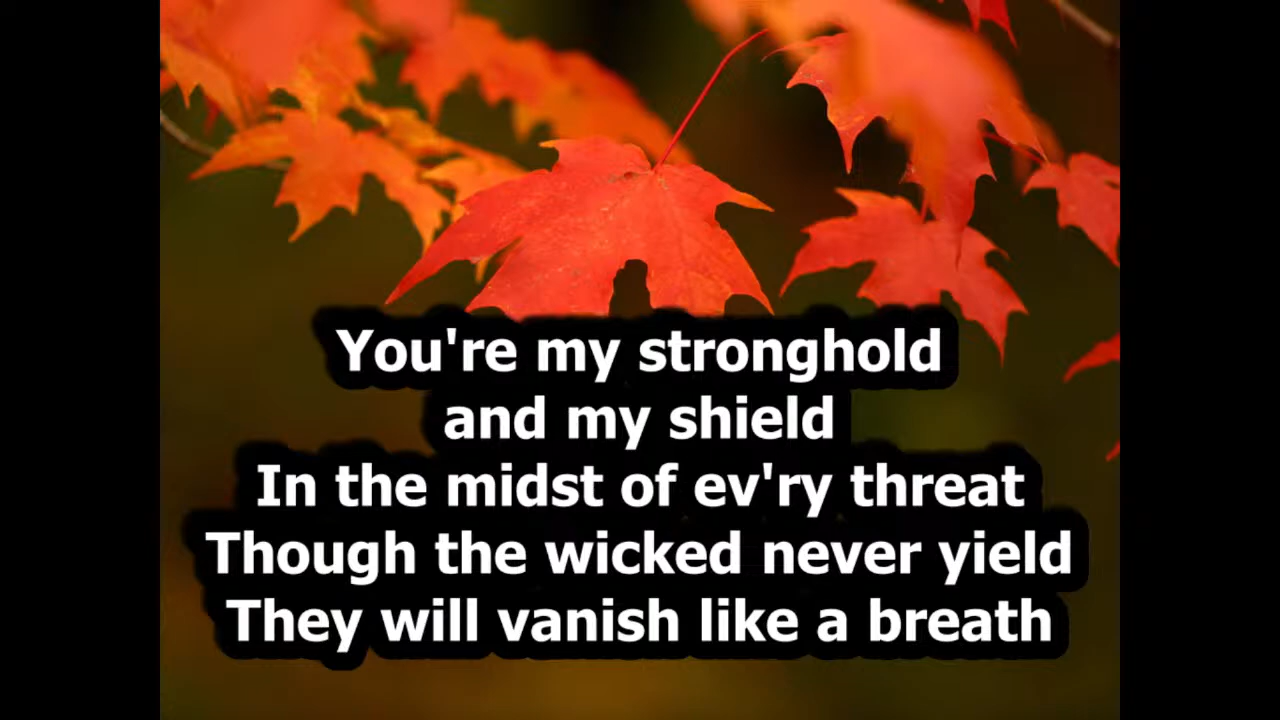 You're my stronghold
and my shield
In the midst of ev'ry threat
Though the wicked never yield
They will vanish like a breath